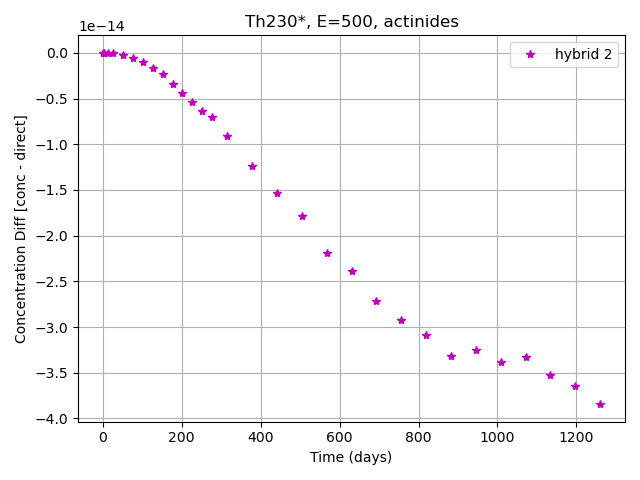 Th230*, E=500, actinides
1e−14
hybrid 2
0.0
−0.5
−1.0
−1.5
−2.0
−2.5
−3.0
−3.5
−4.0
Concentration Diff [conc - direct]
0 200 400 600 800 1000 1200
Time (days)